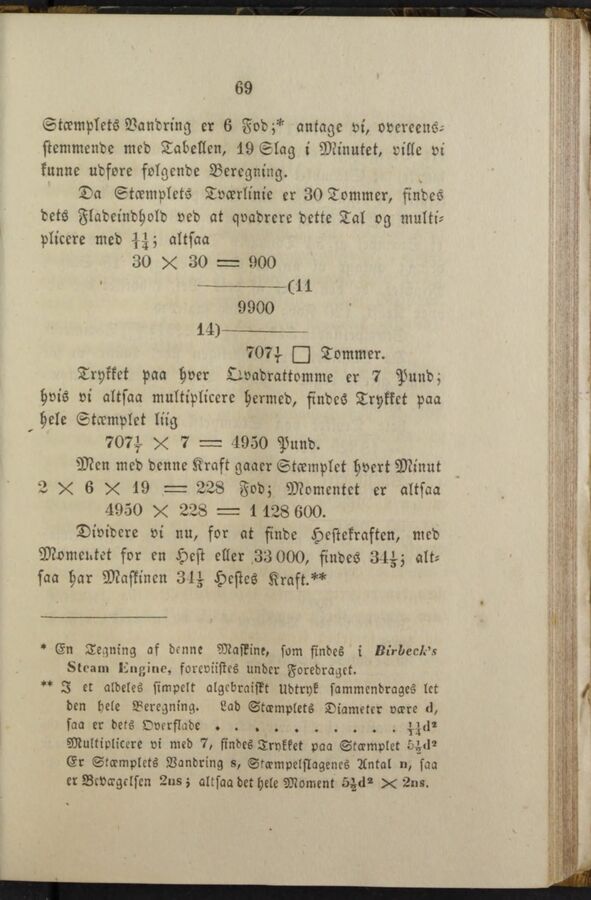 69
Stæmplets Vandring er 6 Fod;* antage vi, overeens-
stemmende med Tabellen, 19 Slag i Minutet, ville vi
kunne udføre følgende Beregning.
Da Stæmplets Tværlinie er 30 Tommer, findes
dets Fladeindhold ved at qvadrere dette Tal og multi-
plicere med 11/14; altsaa
30 × 30 = 900
(11
9900
14)
707 1/7 □ Tommer.
Trykket paa hver Qvadrattomme er 7 Pund;
hvis vi altsaa multiplicere hermed, findes Trykket paa
hele Stæmplet liig
707 1/7 × 7 = 4950 Pund.
Men med denne Kraft gaaer Stæmplet hvert Minut
2 × 6 × 19 = 228 Fod; Momentet er altsaa
4950 × 228 = 1 128 600.
Dividere vi nu, for at finde Hestekraften, med
Momentet for en Hest eller 33 000, findes 34 1/5; alt-
saa har Maskinen 34 1/5 Hestes Kraft.**
* En Tegning af denne Maskine, som findes i Birbeck's
Steam Engine, foreviistes under Foredraget.
** I et aldeles simpelt algebraiskt Udtryk sammendrages let
den hele Beregning. Lad Stæmplets Diameter være d,
saa er dets Overflade . . . . . . . . . . 11/14 d²
Multiplicere vi med 7, findes Trykket paa Stæmplet 5 1/2 d²
Er Stæmplets Vandring s, Stæmpelslagenes Antal n, saa
er Bevægelsen 2ns; altsaa det hele Moment 5 1/2 d² × 2ns.